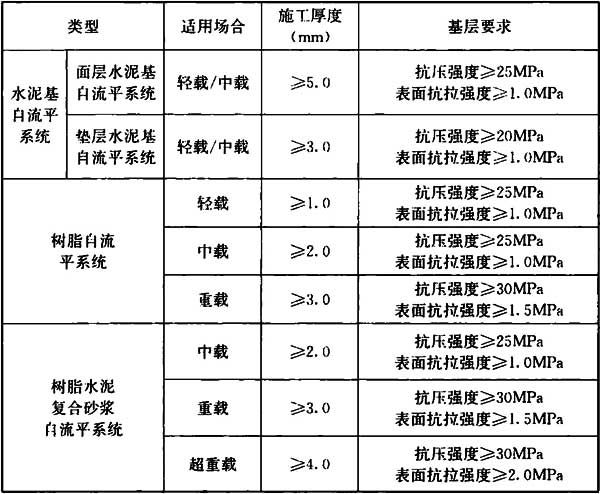 类型 适用场合 施工厚度 基层要求
（mm）
水泥基
自流平
系统
面层水泥基
自流平系统
轻载/中载 ≥5.0
抗压强度≥25MPa
表面抗拉强度≥1.0MPa
垫层水泥基
自流平系统
轻载/中载 ≥3.0
抗压强度≥20MPa
表面抗拉强度≥1.0MPa
树脂自流
平系统
轻载 ≥1.0
抗压强度≥25MPa
表面抗拉强度≥1.0MPa
中载 ≥2.0
抗压强度≥25MPa
表面抗拉强度≥1.0MPa
重载 ≥3.0
抗压强度≥30MPa
表面抗拉强度≥1.5MPa
树脂水泥
复合砂浆
自流平系统
中载 ≥2.0
抗压强度≥25MPa
表面抗拉强度≥1.0MPa
重载 ≥3.0
抗压强度≥30MPa
表面抗拉强度≥1.5MPa
超重载 ≥4.0
抗压强度≥30MPa
表面抗拉强度≥2.0MPa